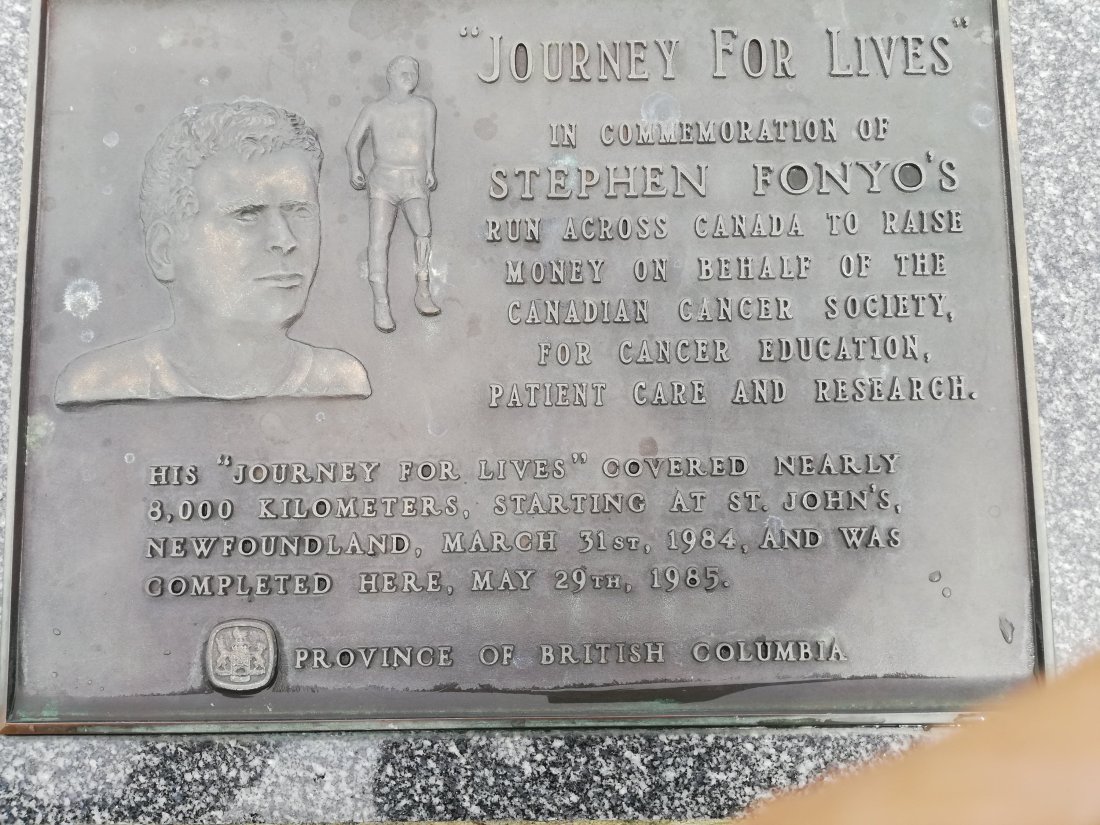 "JOURNEY FOR LIVES"
IN COMMEMORATION OF
STEPHEN FONYO'S
RUN ACROSS CANADA TO RAISE
MONEY ON BEHALF OF THE
CANADIAN CANCER SOCIETY,
FOR CANCER EDUCATION,
PATIENT CARE AND RESEARCH.
HIS "JOURNEY FOR LIVES" COVERED NEARLY
8,000 KILOMETERS, STARTING AT ST. JOHN'S,
NEWFOUNDLAND, MARCH 31ST, 1984, AND WAS
COMPLETED HERE, MAY 29TH, 1985.
PROVINCE OF BRITISH COLUMBIA